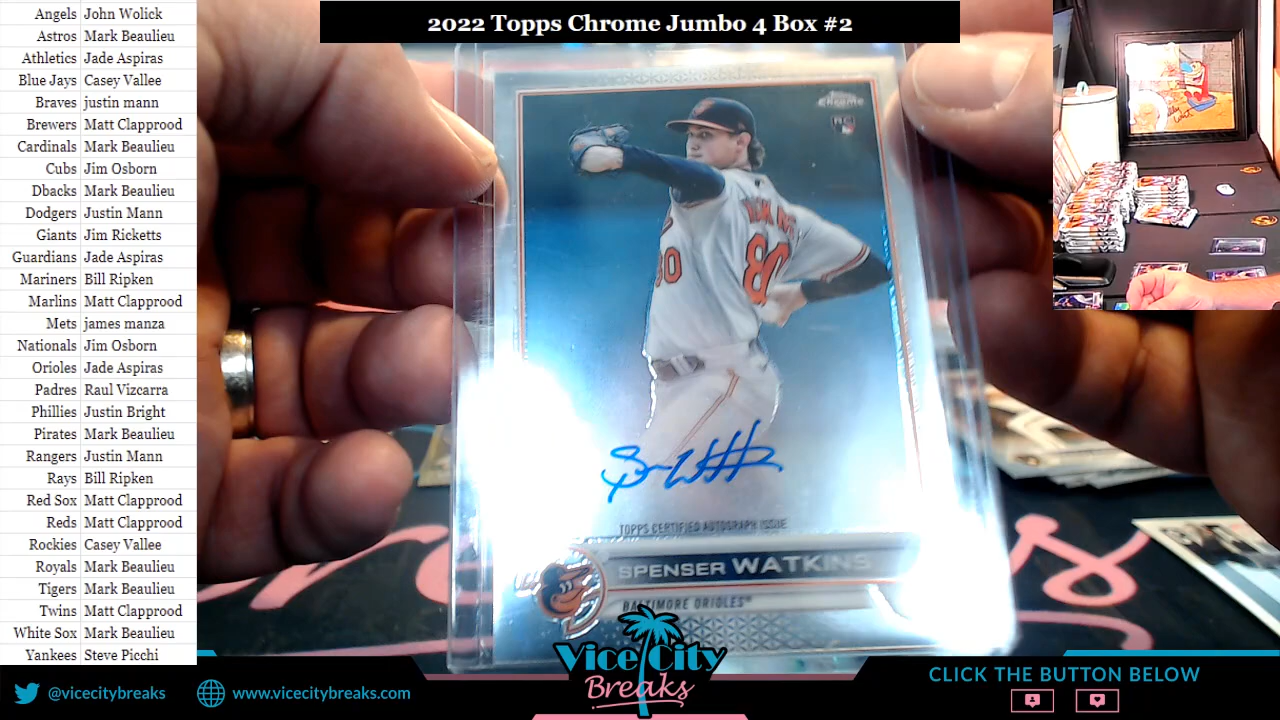 2022 Topps Chrome Jumbo 4 Box #2
Angels John Wolick
Astros Mark Beaulieu
Athletics Jade Aspiras
Blue Jays Casey Vallee
Braves justin mann
Brewers Matt Clapprood
Cardinals Mark Beaulieu
Cubs Jim Osborn
Dbacks Mark Beaulieu
Dodgers Justin Mann
Giants Jim Ricketts
Guardians Jade Aspiras
Mariners Bill Ripken
Marlins Matt Clapprood
Mets james manza
Nationals Jim Osborn
Orioles Jade Aspiras
Padres Raul Vizcarra
Phillies Justin Bright
Pirates Mark Beaulieu
Rangers Justin Mann
Rays Bill Ripken
Red Sox Matt Clapprood
Reds Matt Clapprood
Rockies Casey Vallee
Royals Mark Beaulieu
Tigers Mark Beaulieu
Twins Matt Clapprood
White Sox Mark Beaulieu
Yankees Steve Picchi
Chrome
RC
80
TOPPS CERTIFIED AUTOGRAPH ISSUE
SPENSER WATKINS
BALTIMORE ORIOLES
Vice City
Breaks
@vicecitybreaks
www.vicecitybreaks.com
CLICK THE BUTTON BELOW